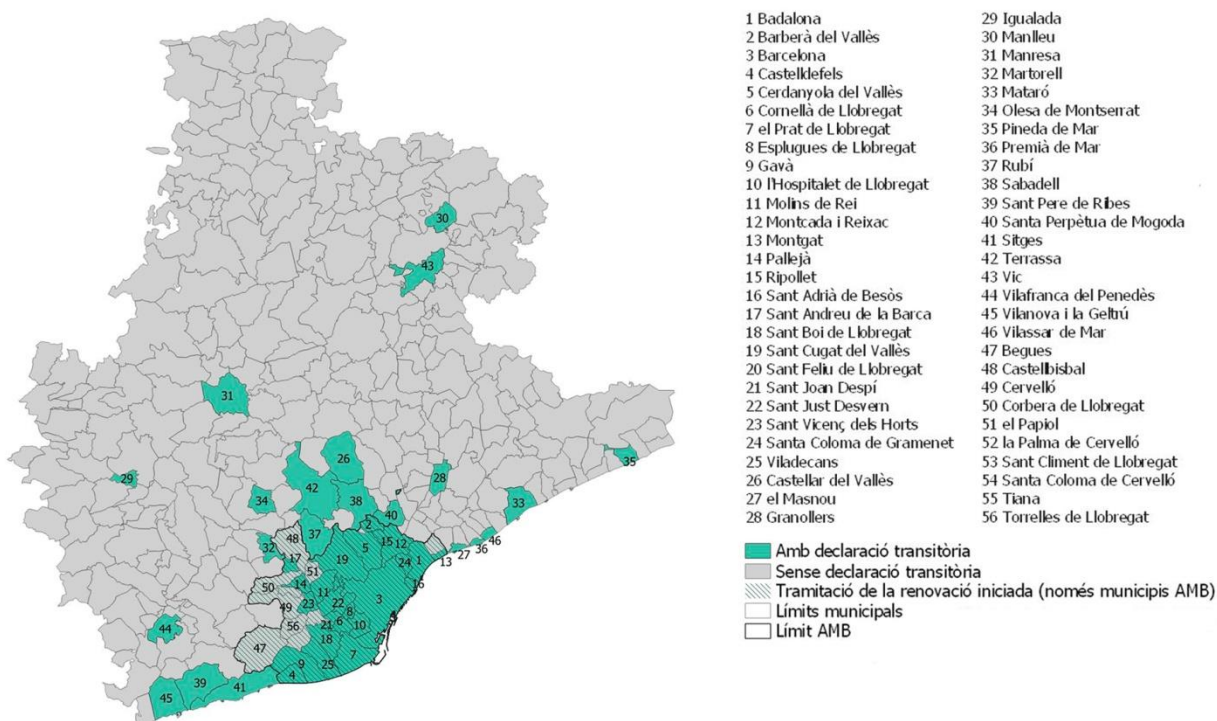 1 Badalona
2 Barberà del Vallès
3 Barcelona
4 Castelldefels
5 Cerdanyola del Vallès
6 Cornellà de Llobregat
7 el Prat de Llobregat
8 Esplugues de Llobregat
9 Gavà
10 l'Hospitalet de Llobregat
11 Molins de Rei
12 Montcada i Reixac
13 Montgat
14 Pallejà
15 Ripollet
16 Sant Adrià de Besòs
17 Sant Andreu de la Barca
18 Sant Boi de Llobregat
19 Sant Cugat del Vallès
20 Sant Feliu de Llobregat
21 Sant Joan Despí
22 Sant Just Desvern
23 Sant Vicenç dels Horts
24 Santa Coloma de Gramenet
25 Viladecans
26 Castellar del Vallès
27 el Masnou
28 Granollers
29 Igualada
30 Manlleu
31 Manresa
32 Martorell
33 Mataró
34 Olesa de Montserrat
35 Pineda de Mar
36 Premià de Mar
37 Rubí
38 Sabadell
39 Sant Pere de Ribes
40 Santa Perpètua de Mogoda
41 Sitges
42 Terrassa
43 Vic
44 Vilafranca del Penedès
45 Vilanova i la Geltrú
46 Vilassar de Mar
47 Begues
48 Castellbisbal
49 Cervelló
50 Corbera de Llobregat
51 el Papiol
52 la Palma de Cervelló
53 Sant Climent de Llobregat
54 Santa Coloma de Cervelló
55 Tiana
56 Torrelles de Llobregat
Amb declaració transitòria
Sense declaració transitòria
Tramitació de la renovació iniciada (només municipis AMB)
Límits municipals
Límit AMB
30
43
31
29
26
42
28
35
34
38
33
40
2
37
48
32
17
5
15
12
46
36
27
13
19
24
1
51
50
14
11
16
23
22
3
49
8
56
21
6
10
18
44
47
7
9
25
4
39
41
45